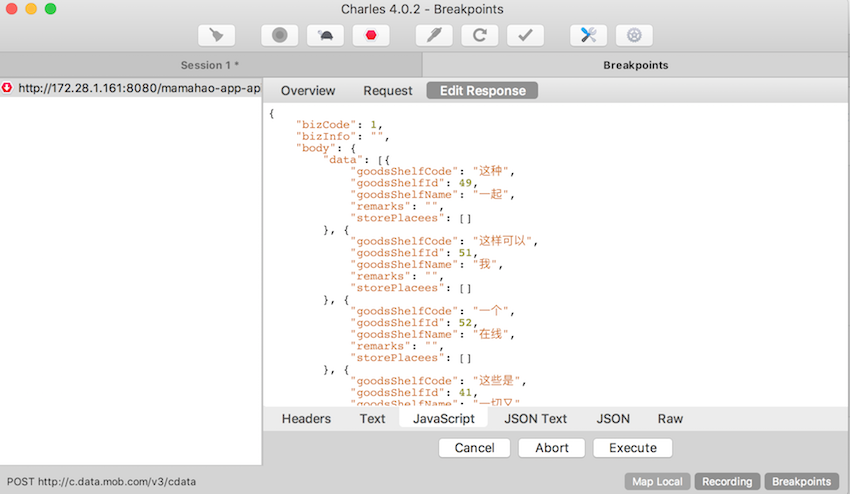 Charles 4.0.2 - Breakpoints
Session 1 *
Breakpoints
http://172.28.1.161:8080/mamahao-app-ap
Overview
Request
Edit Response
{
"bizCode": 1,
"bizInfo": "",
"body": {
"data": [{
"goodsShelfCode": "这种",
"goodsShelfId": 49,
"goodsShelfName": "一起",
"remarks": "",
"storePlacees": []
}, {
"goodsShelfCode": "这样可以",
"goodsShelfId": 51,
"goodsShelfName": "我",
"remarks": "",
"storePlacees": []
}, {
"goodsShelfCode": "一个",
"goodsShelfId": 52,
"goodsShelfName": "在线",
"remarks": "",
"storePlacees": []
}, {
"goodsShelfCode": "这些是",
"goodsShelfId": 41,
"goodsShelfName": "一切又"
Headers
Text
JavaScript
JSON Text
JSON
Raw
Cancel
Abort
Execute
POST http://c.data.mob.com/v3/cdata
Map Local
Recording
Breakpoints